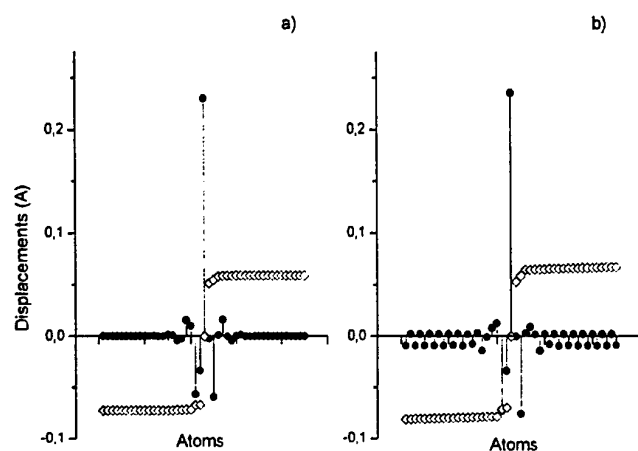 a)
b)
0,2
0,2
0,1
0,1
Displacements (A)
0,0
0,0
-0,1
-0,1
Atoms
Atoms